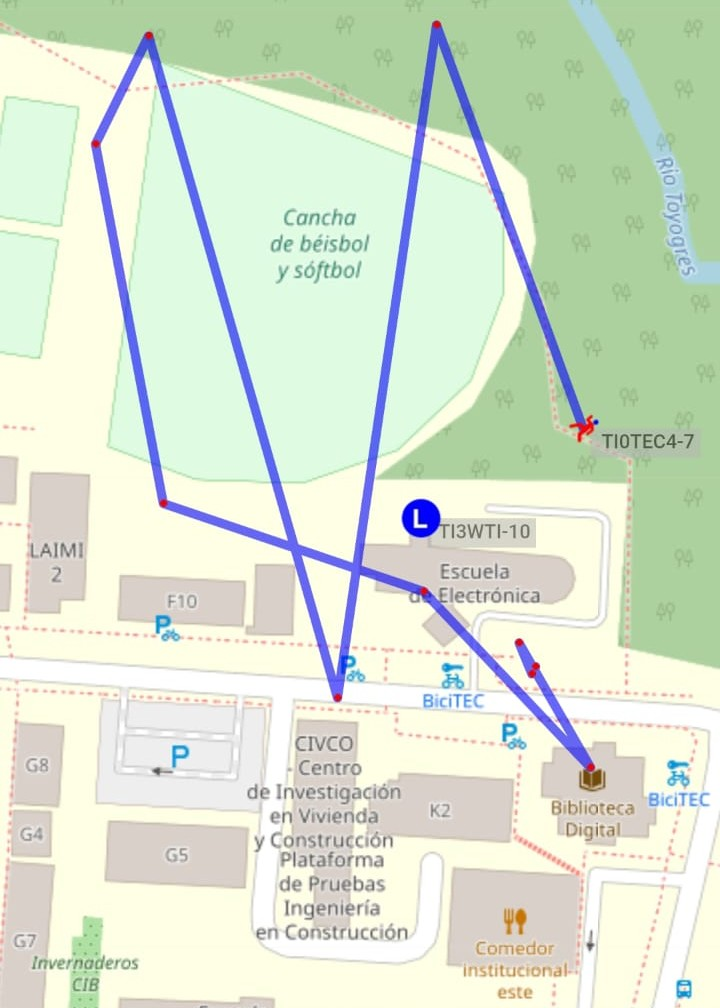 Rio Toyogres
Cancha
de béisbol
y sóftbol
TI0TEC4-7
L
TI3WTI-10
LAIMI
2
F10
P
Escuela
de Electrónica
P
BiciTEC
P
G8
P
CIVCO
- Centro
de Investigación
en Vivienda
y Construcción
Plataforma
de Pruebas
Ingeniería
en Construcción
K2
Biblioteca
Digital
BiciTEC
G4
G5
G7
Invernaderos
CIB
Comedor
institucional
este